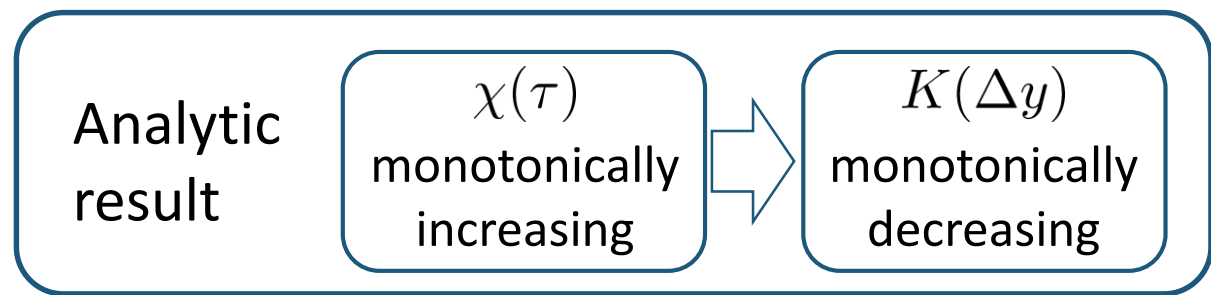 Analytic
result
χ(τ)
monotonically
increasing
K(Δy)
monotonically
decreasing